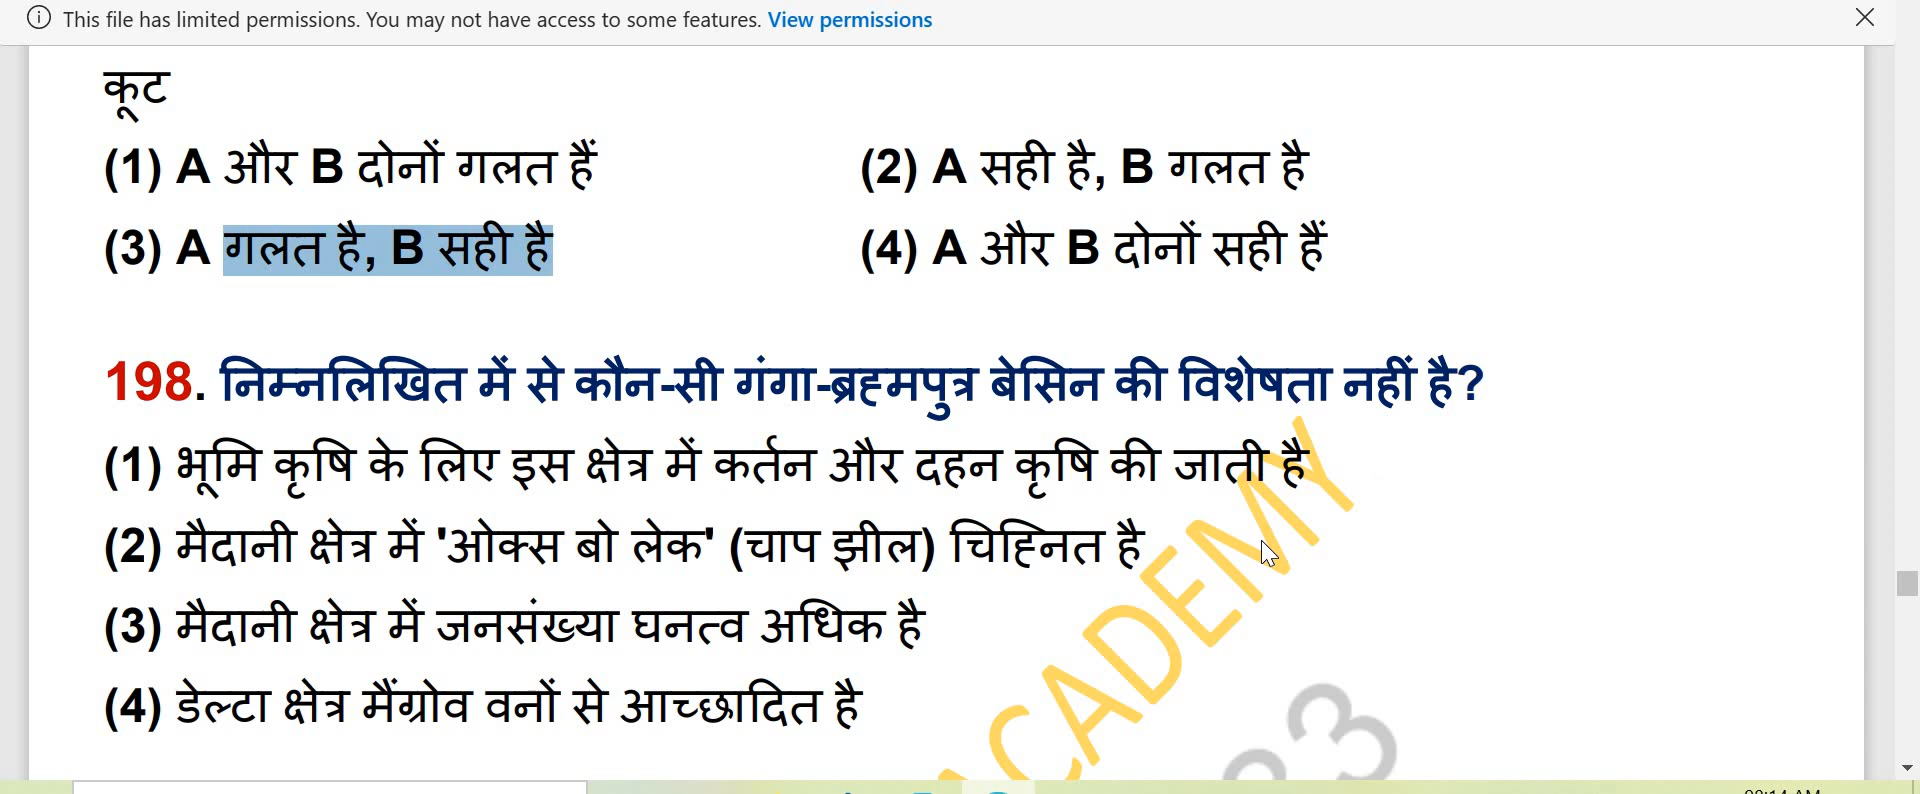 This file has limited permissions. You may not have access to some features. View permissions
कूट
(1) A और B दोनों गलत हैं (2) A सही है, B गलत है
(3) A गलत है, B सही है (4) A और B दोनों सही हैं
198. निम्नलिखित में से कौन-सी गंगा-ब्रह्मपुत्र बेसिन की विशेषता नहीं है?
(1) भूमि कृषि के लिए इस क्षेत्र में कर्तन और दहन कृषि की जाती है
(2) मैदानी क्षेत्र में 'ओक्स बो लेक' (चाप झील) चिह्नित है
(3) मैदानी क्षेत्र में जनसंख्या घनत्व अधिक है
(4) डेल्टा क्षेत्र मैंग्रोव वनों से आच्छादित है
ACADEMY